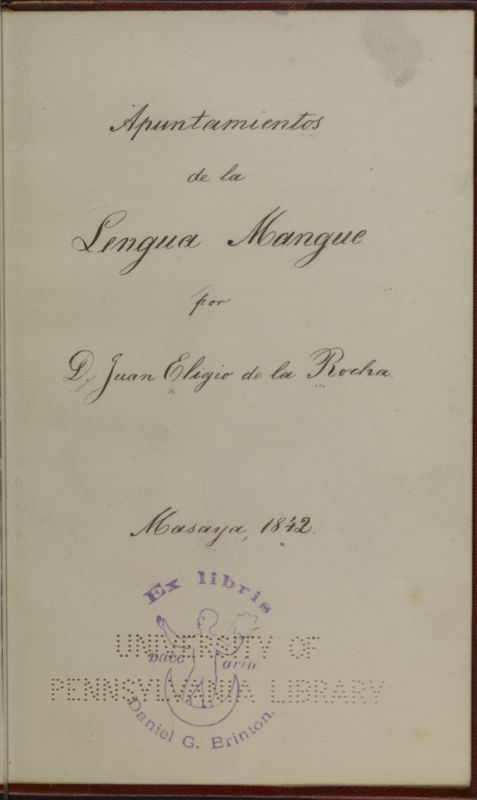 Apuntamientos
de la
Lengua Mangue
por
D. Juan Eligio de la Rocha
Masaya, 1842.
Ex libris
UNIVERSITY OF
PENNSYLVANIA LIBRARY
Daniel G. Brinton.